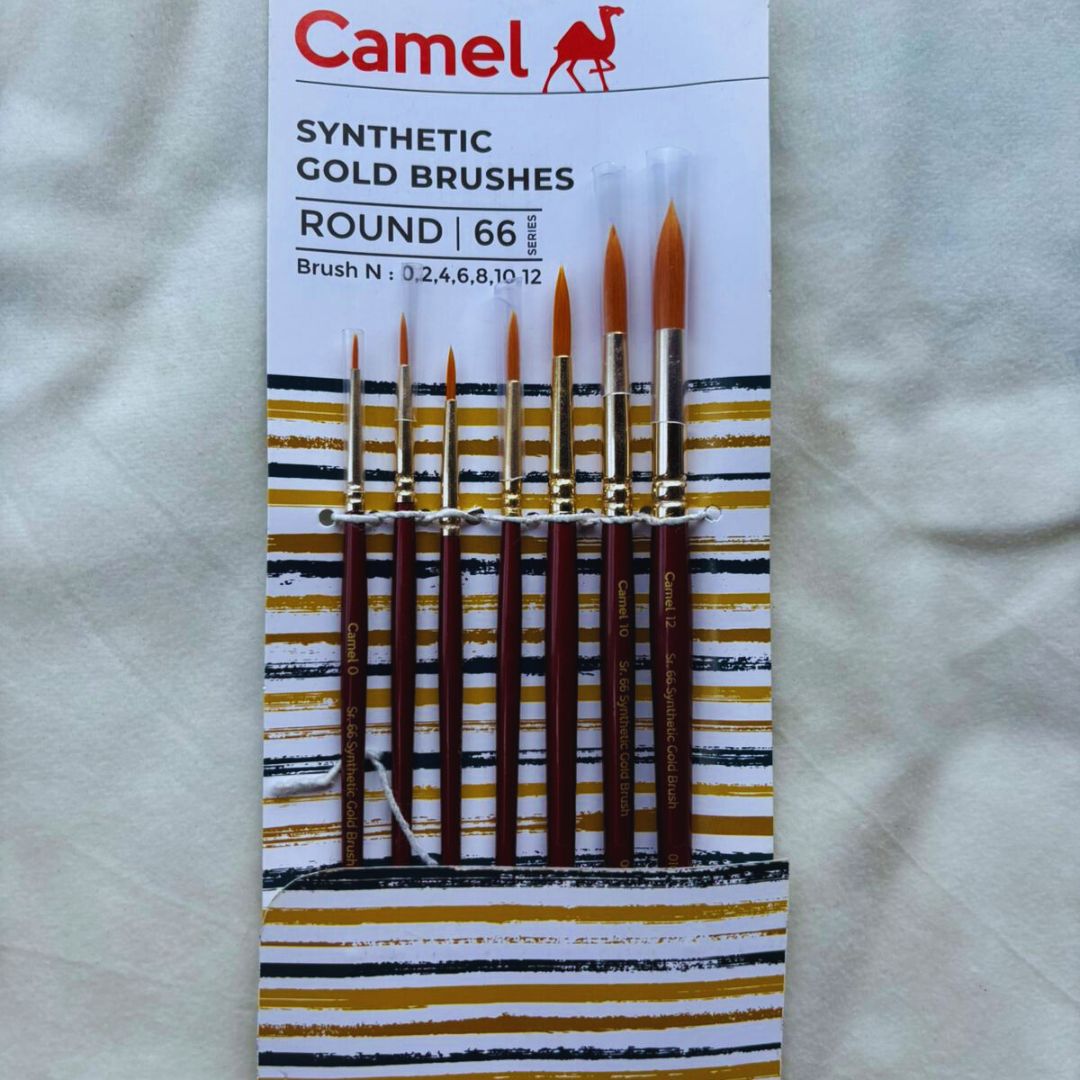 Camel
SYNTHETIC
GOLD BRUSHES
ROUND | 66 SERIES
Brush N : 0,2,4,6,8,10,12
Camel 0 Sr. 66 Synthetic Gold Brush
Camel 10 Sr. 66 Synthetic Gold Brush
Camel 12 Sr. 66 Synthetic Gold Brush